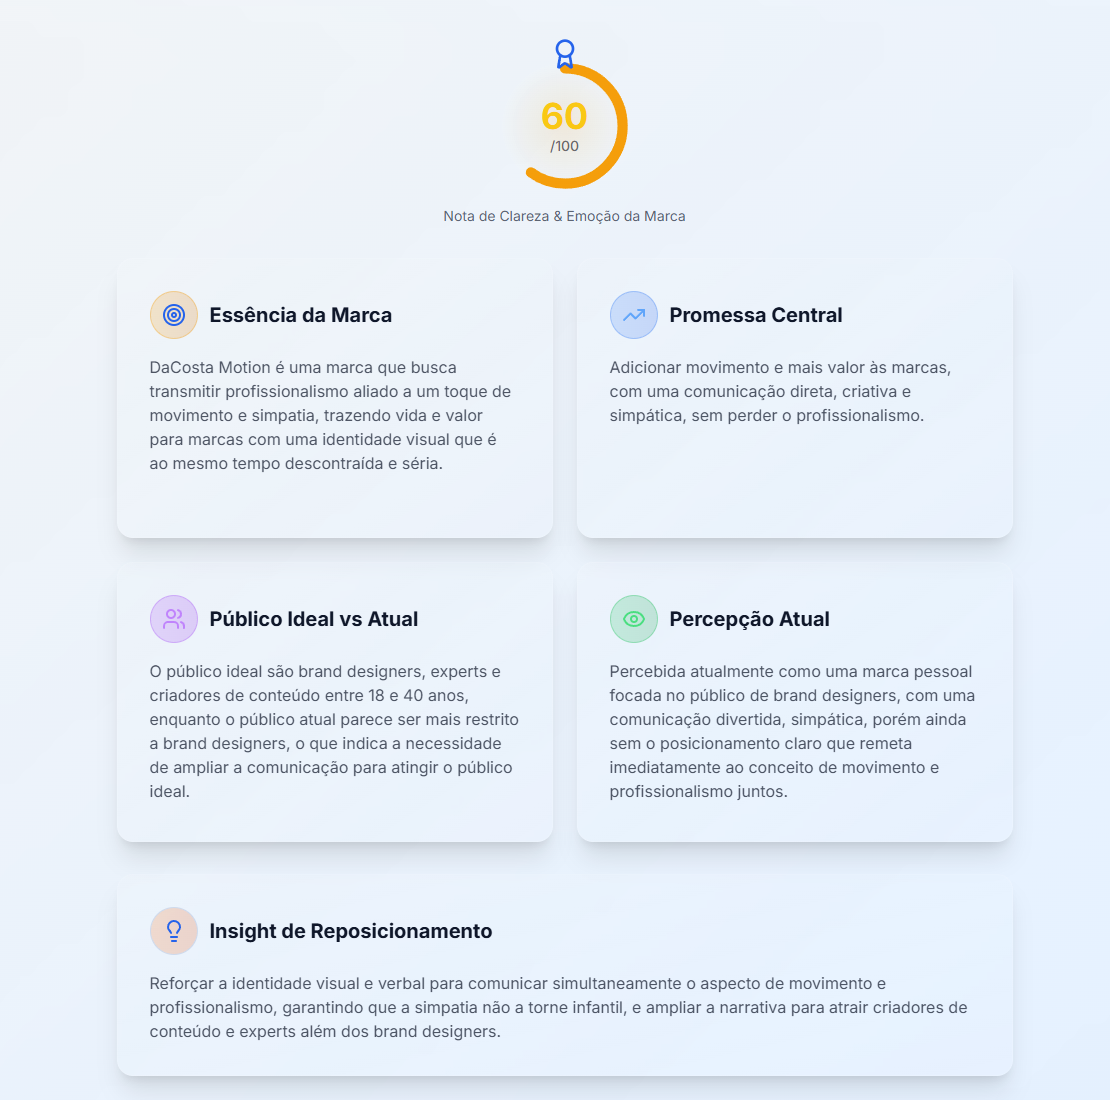 60
/100
Nota de Clareza & Emoção da Marca
Essência da Marca
DaCosta Motion é uma marca que busca
transmitir profissionalismo aliado a um toque de
movimento e simpatia, trazendo vida e valor
para marcas com uma identidade visual que é
ao mesmo tempo descontraída e séria.
Promessa Central
Adicionar movimento e mais valor às marcas,
com uma comunicação direta, criativa e
simpática, sem perder o profissionalismo.
Público Ideal vs Atual
O público ideal são brand designers, experts e
criadores de conteúdo entre 18 e 40 anos,
enquanto o público atual parece ser mais restrito
a brand designers, o que indica a necessidade
de ampliar a comunicação para atingir o público
ideal.
Percepção Atual
Percebida atualmente como uma marca pessoal
focada no público de brand designers, com uma
comunicação divertida, simpática, porém ainda
sem o posicionamento claro que remeta
imediatamente ao conceito de movimento e
profissionalismo juntos.
Insight de Reposicionamento
Reforçar a identidade visual e verbal para comunicar simultaneamente o aspecto de movimento e
profissionalismo, garantindo que a simpatia não a torne infantil, e ampliar a narrativa para atrair criadores de
conteúdo e experts além dos brand designers.